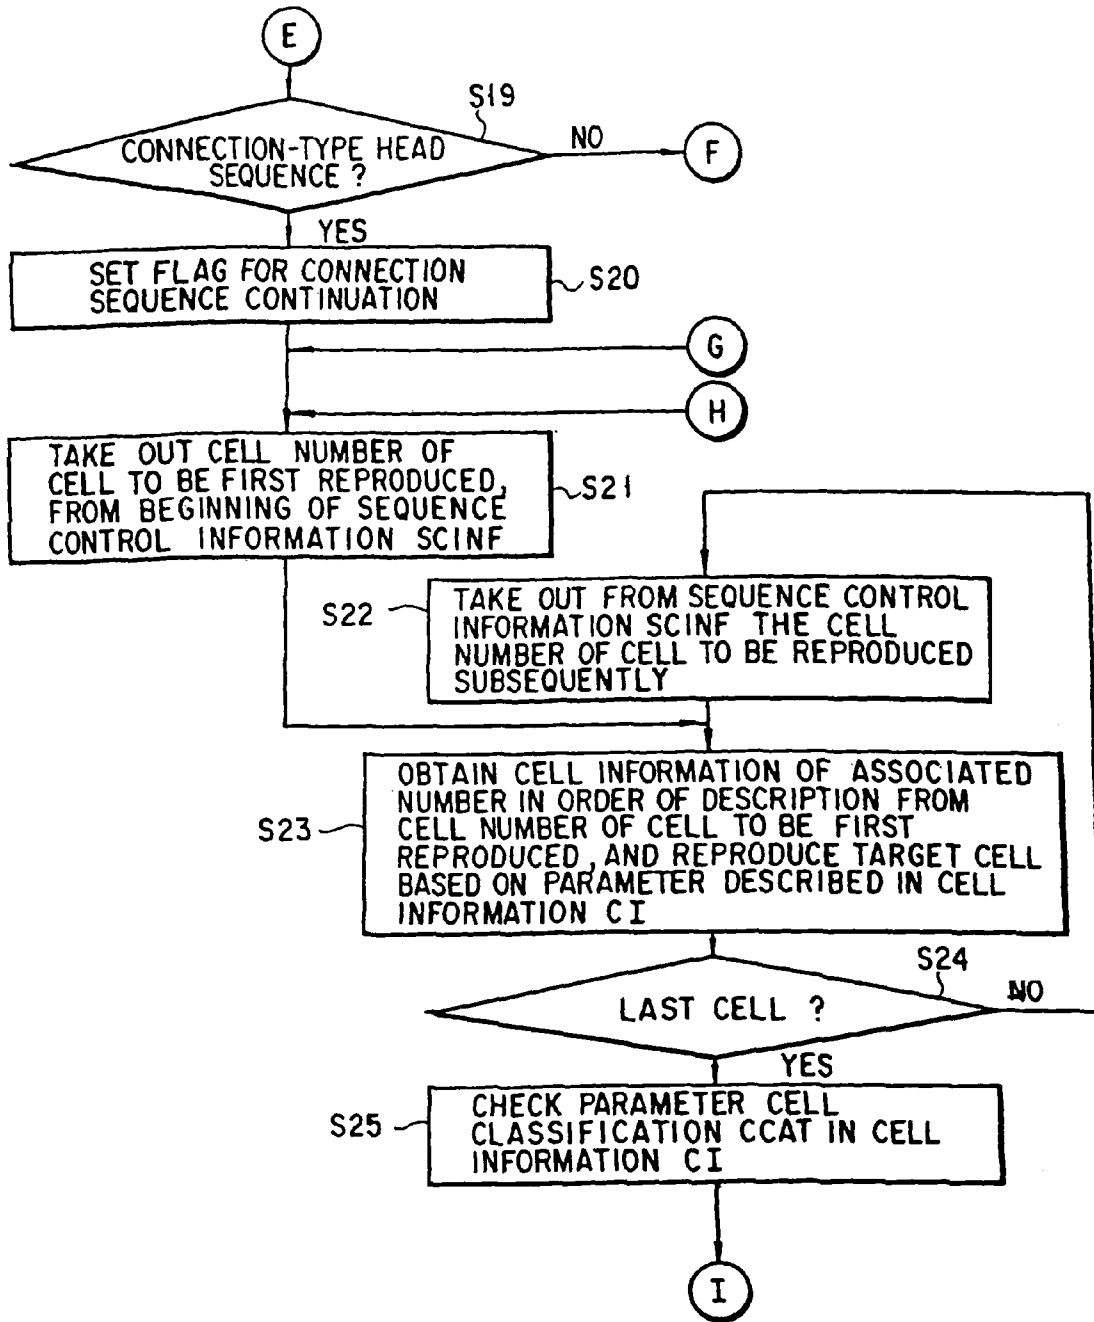 E
S19
CONNECTION-TYPE HEAD
SEQUENCE ?
NO
F
YES
SET FLAG FOR CONNECTION
SEQUENCE CONTINUATION
S20
G
H
TAKE OUT CELL NUMBER OF
CELL TO BE FIRST REPRODUCED,
FROM BEGINNING OF SEQUENCE
CONTROL INFORMATION SCINF
S21
S22
TAKE OUT FROM SEQUENCE CONTROL
INFORMATION SCINF THE CELL
NUMBER OF CELL TO BE REPRODUCED
SUBSEQUENTLY
S23
OBTAIN CELL INFORMATION OF ASSOCIATED
NUMBER IN ORDER OF DESCRIPTION FROM
CELL NUMBER OF CELL TO BE FIRST
REPRODUCED, AND REPRODUCE TARGET CELL
BASED ON PARAMETER DESCRIBED IN CELL
INFORMATION CI
S24
LAST CELL ?
NO
YES
S25
CHECK PARAMETER CELL
CLASSIFICATION CCAT IN CELL
INFORMATION CI
I